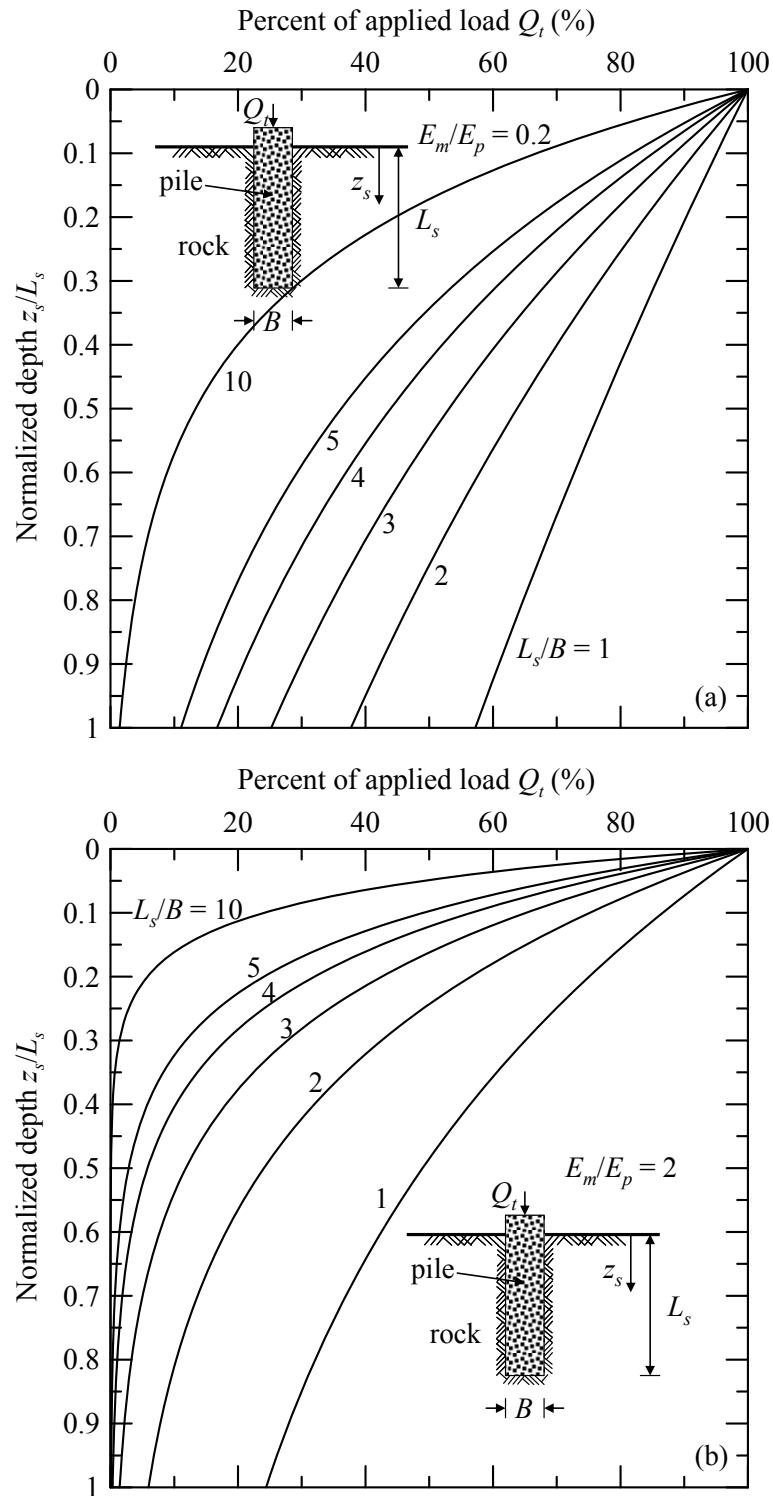 Percent of applied load Q_t (%)
0 20 40 60 80 100
Normalized depth z_s/L_s
0
0.1
0.2
0.3
0.4
0.5
0.6
0.7
0.8
0.9
1
Q_t
E_m/E_p = 0.2
pile
z_s
L_s
rock
B
10
5
4
3
2
L_s/B = 1
(a)
Percent of applied load Q_t (%)
0 20 40 60 80 100
Normalized depth z_s/L_s
0
0.1
0.2
0.3
0.4
0.5
0.6
0.7
0.8
0.9
1
L_s/B = 10
5
4
3
2
1
E_m/E_p = 2
Q_t
pile
z_s
L_s
rock
B
(b)